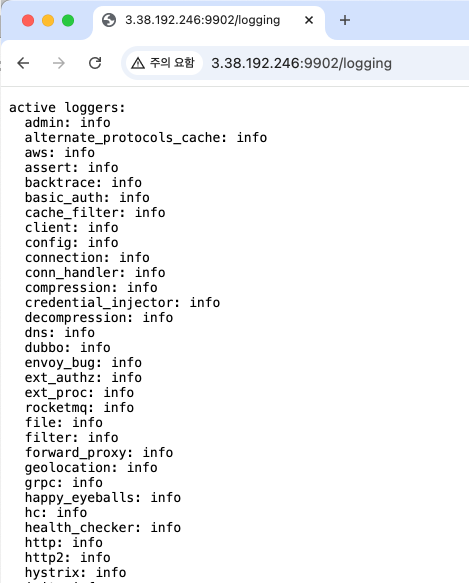 3.38.192.246:9902/logging
주의 요함
3.38.192.246:9902/logging
active loggers:
admin: info
alternate_protocols_cache: info
aws: info
assert: info
backtrace: info
basic_auth: info
cache_filter: info
client: info
config: info
connection: info
conn_handler: info
compression: info
credential_injector: info
decompression: info
dns: info
dubbo: info
envoy_bug: info
ext_authz: info
ext_proc: info
rocketmq: info
file: info
filter: info
forward_proxy: info
geolocation: info
grpc: info
happy_eyeballs: info
hc: info
health_checker: info
http: info
http2: info
hystrix: info